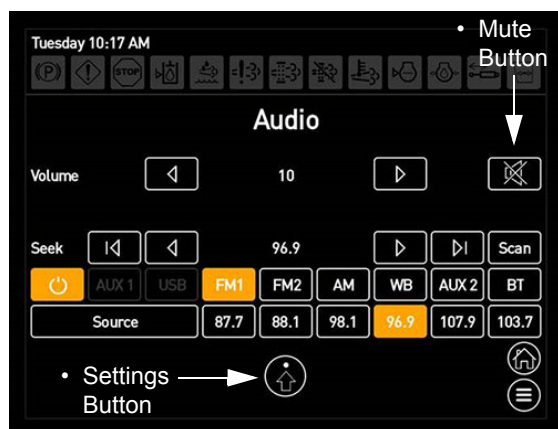 Tuesday 10:17 AM
• Mute
Button
(P) STOP
Audio
Volume 10
Seek 96.9 Scan
AUX 1 USB FM1 FM2 AM WB AUX 2 BT
Source 87.7 88.1 98.1 96.9 107.9 103.7
• Settings
Button